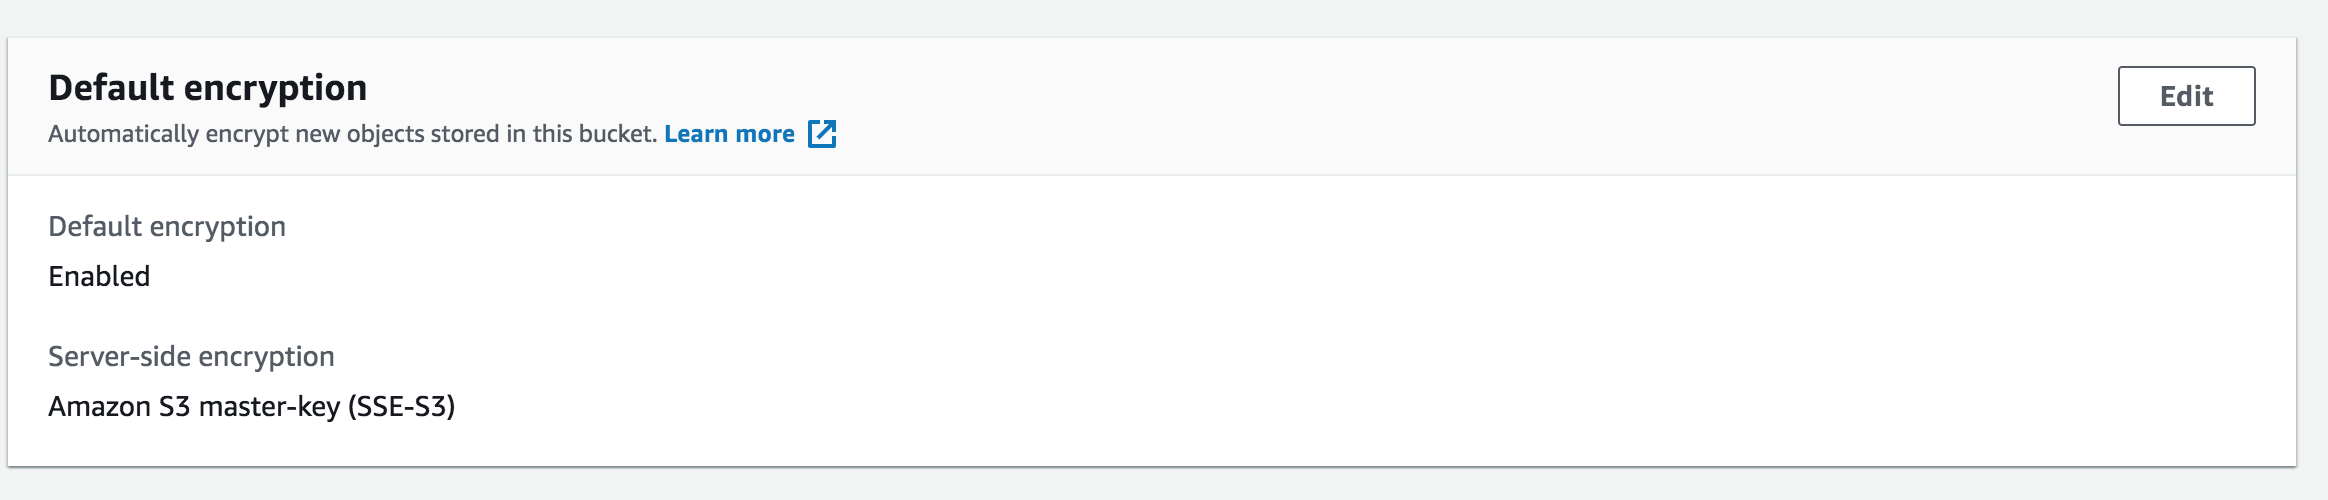 Default encryption
Edit
Automatically encrypt new objects stored in this bucket. Learn more
Default encryption
Enabled
Server-side encryption
Amazon S3 master-key (SSE-S3)